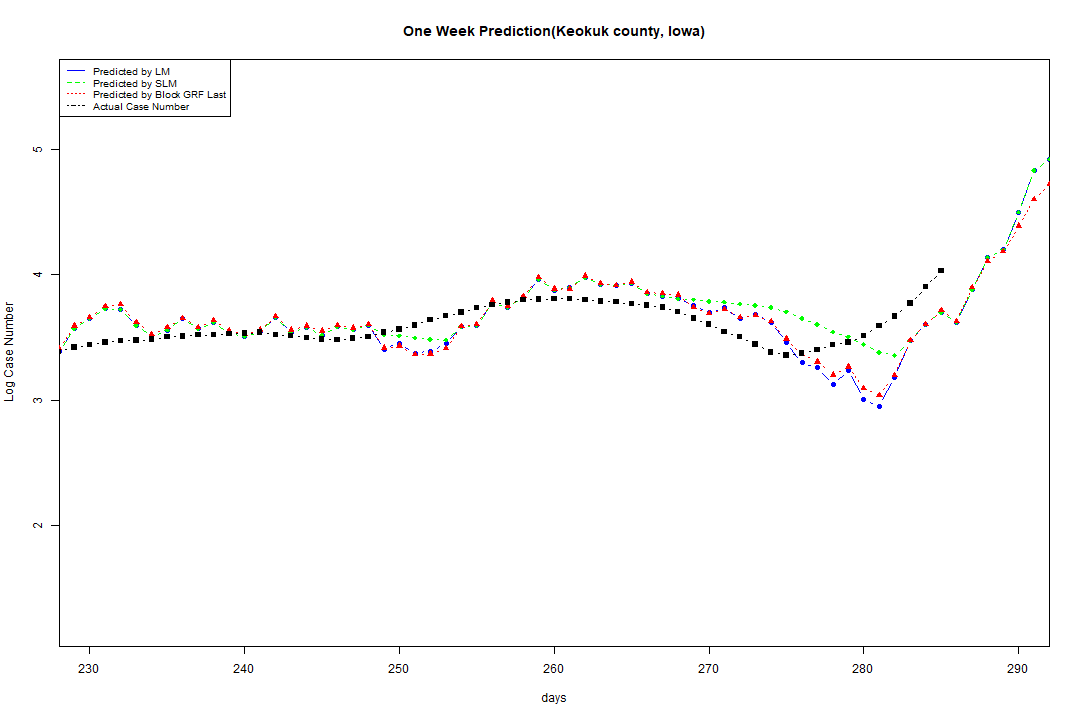 One Week Prediction(Keokuk county, Iowa)
Predicted by LM
Predicted by SLM
Predicted by Block GRF Last
Actual Case Number
5
4
3
2
Log Case Number
230 240 250 260 270 280 290
days